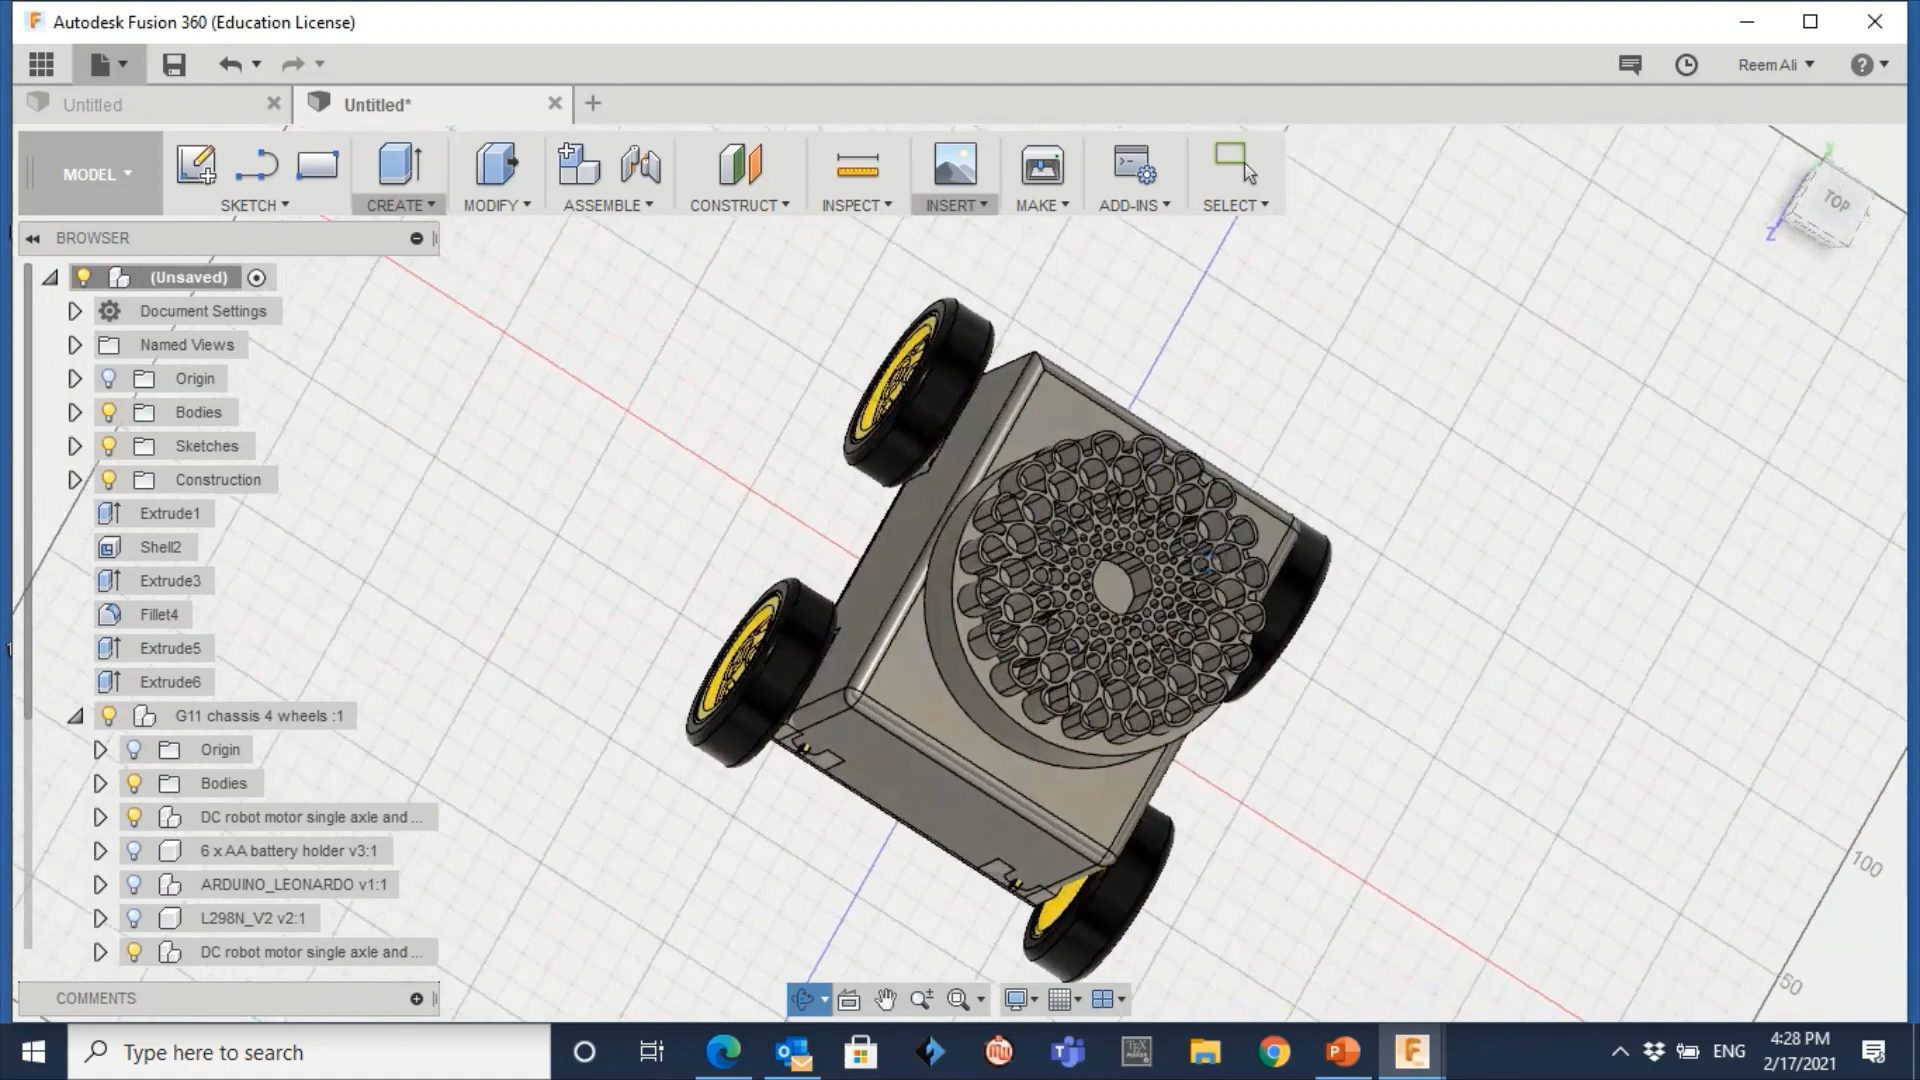 Autodesk Fusion 360 (Education License)
Reem Ali
Untitled
Untitled*
MODEL
SKETCH
CREATE
MODIFY
ASSEMBLE
CONSTRUCT
INSPECT
INSERT
MAKE
ADD-INS
SELECT
TOP
Z
BROWSER
(Unsaved)
Document Settings
Named Views
Origin
Bodies
Sketches
Construction
Extrude1
Shell2
Extrude3
Fillet4
Extrude5
Extrude6
G11 chassis 4 wheels :1
Origin
Bodies
DC robot motor single axle and ...
6 x AA battery holder v3:1
ARDUINO_LEONARDO v1:1
L298N_V2 v2:1
DC robot motor single axle and ...
100
50
COMMENTS
Type here to search
ENG
4:28 PM
2/17/2021